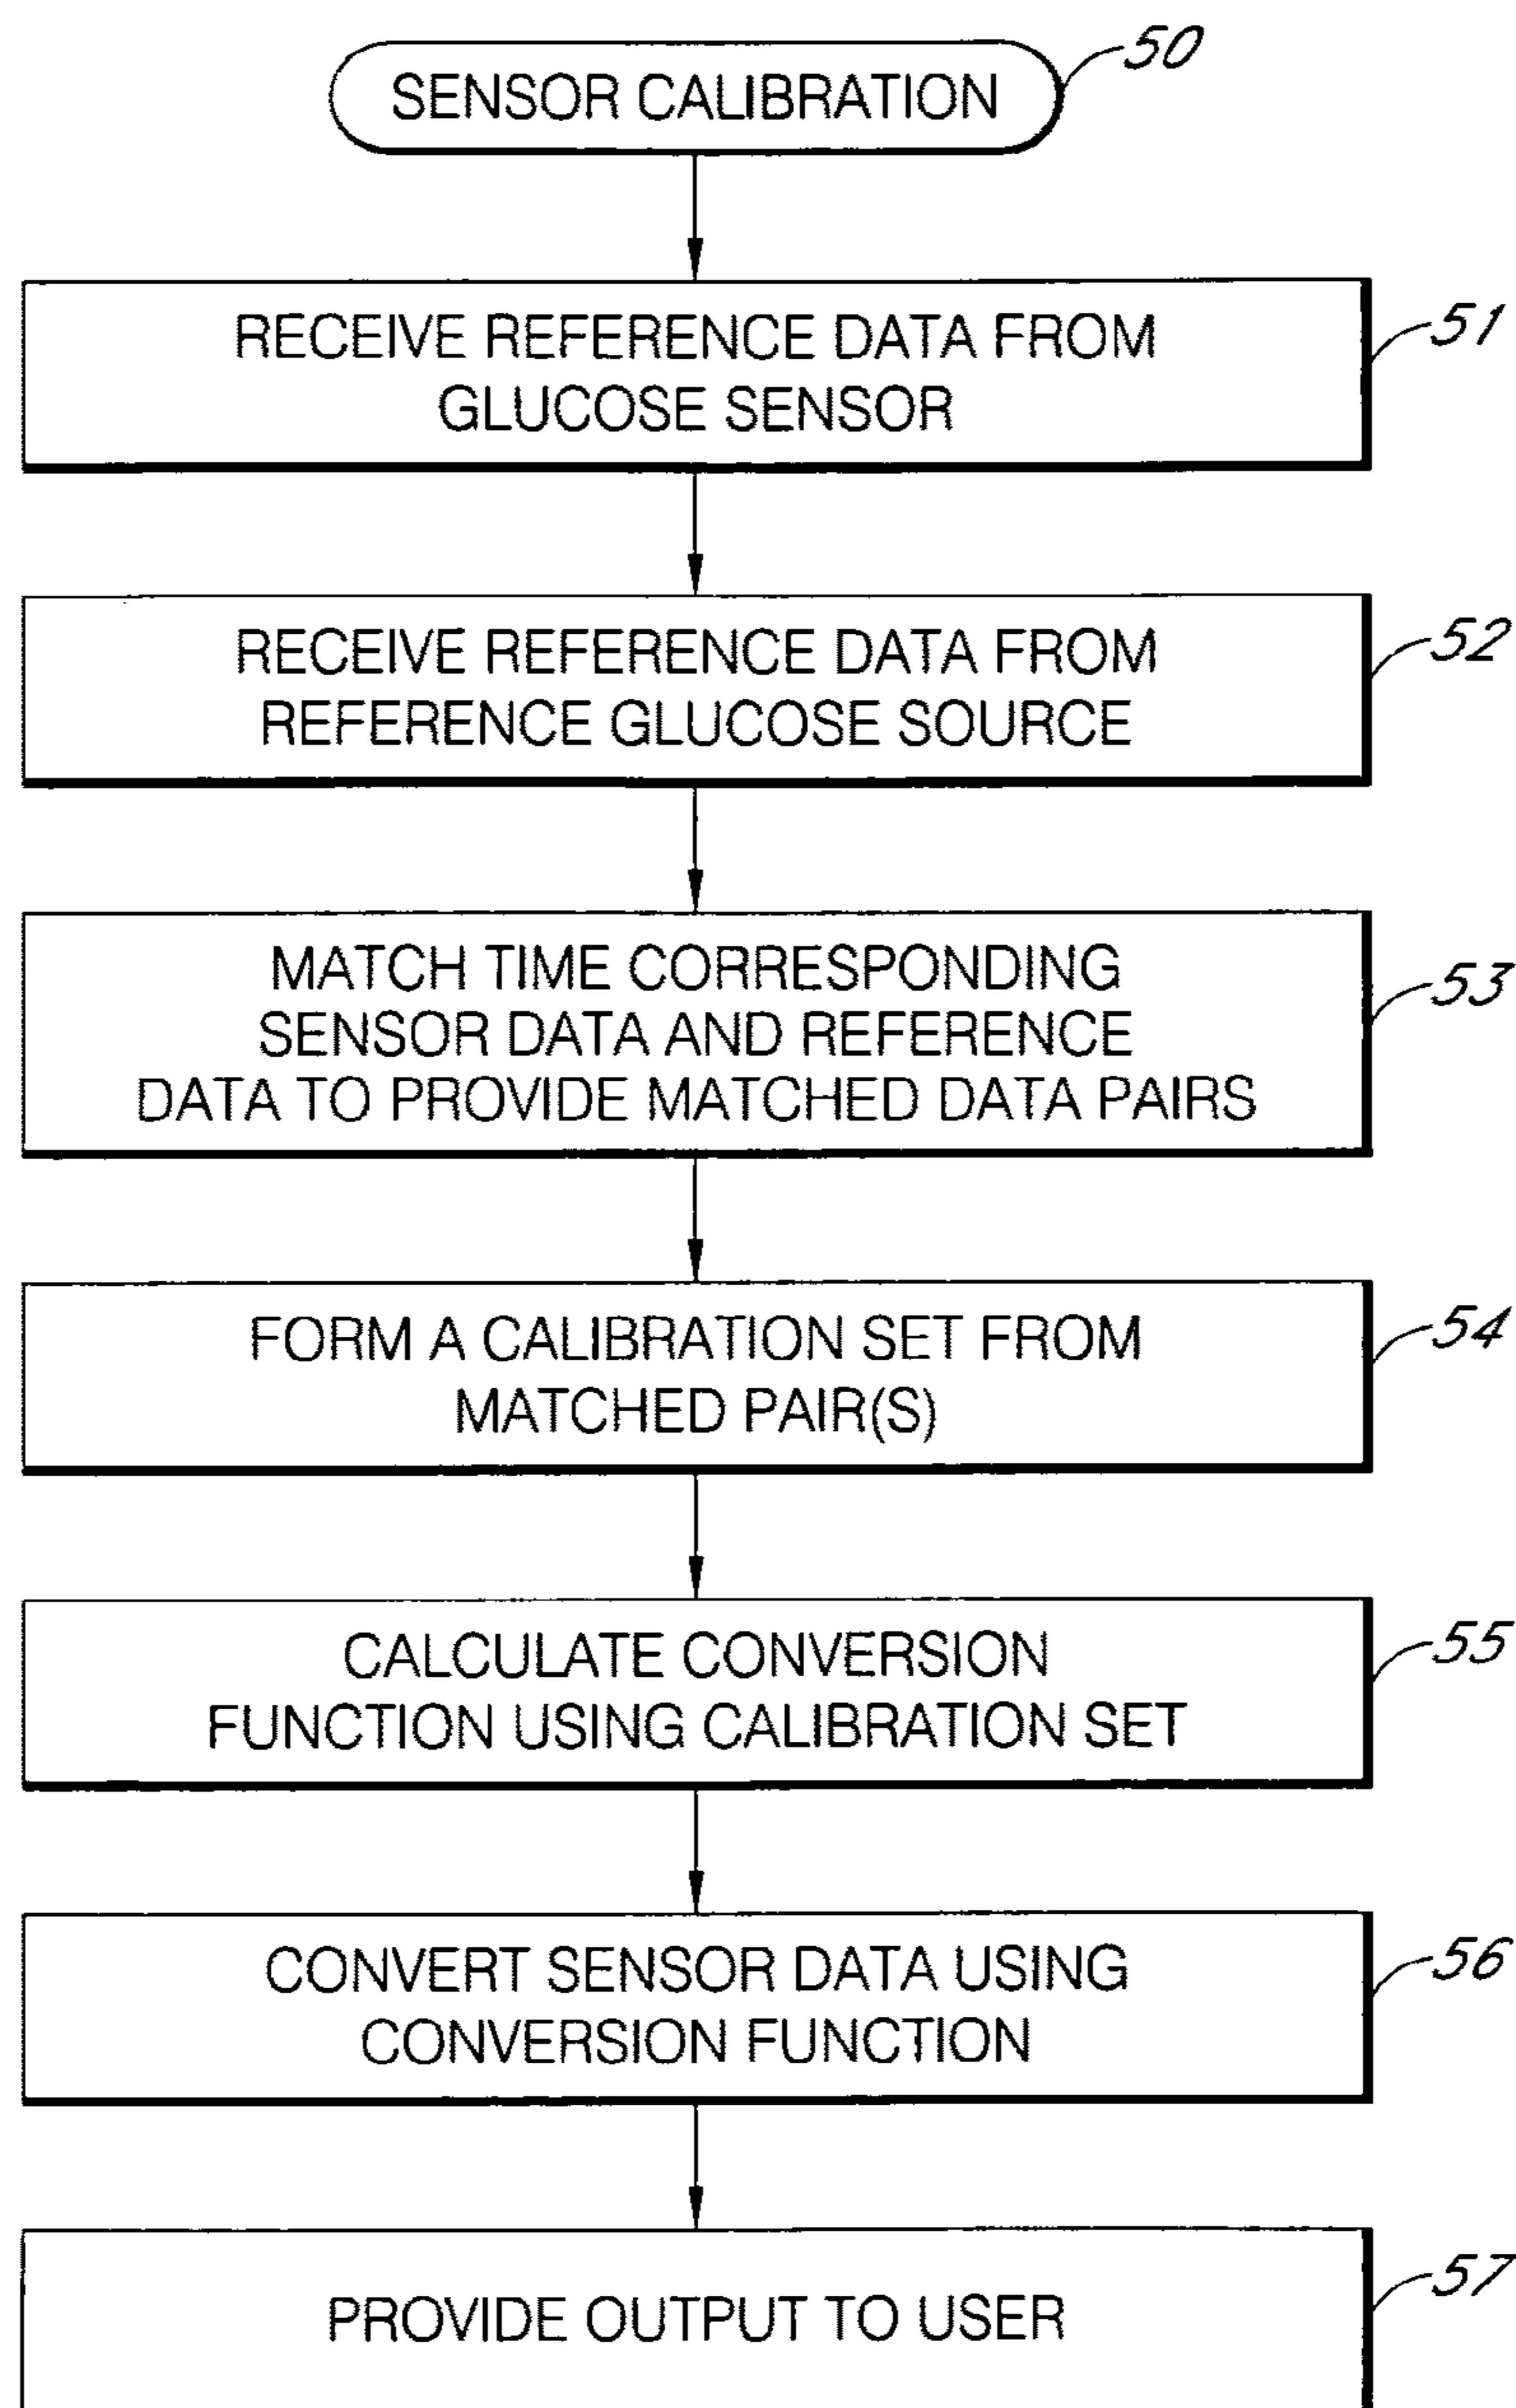 50
SENSOR CALIBRATION
RECEIVE REFERENCE DATA FROM
GLUCOSE SENSOR
51
RECEIVE REFERENCE DATA FROM
REFERENCE GLUCOSE SOURCE
52
MATCH TIME CORRESPONDING
SENSOR DATA AND REFERENCE
DATA TO PROVIDE MATCHED DATA PAIRS
53
FORM A CALIBRATION SET FROM
MATCHED PAIR(S)
54
CALCULATE CONVERSION
FUNCTION USING CALIBRATION SET
55
CONVERT SENSOR DATA USING
CONVERSION FUNCTION
56
PROVIDE OUTPUT TO USER
57